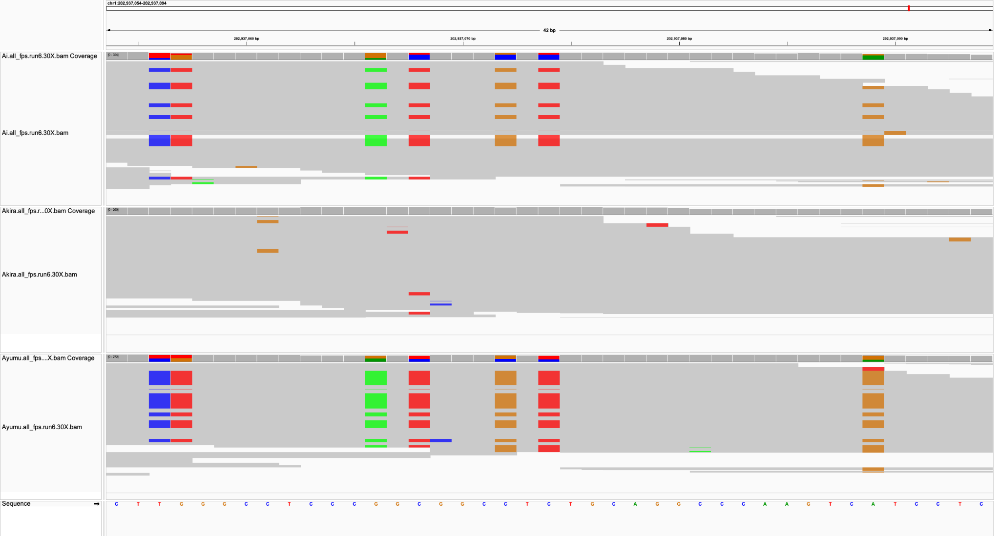 chr1:202,937,054-202,937,094
42 bp
202,937,060 bp 202,937,070 bp 202,937,080 bp 202,937,090 bp
Ai.all_fps.run6.30X.bam Coverage
[0 - 324]
Ai.all_fps.run6.30X.bam
Akira.all_fps.r...0X.bam Coverage
[0 - 260]
Akira.all_fps.run6.30X.bam
Ayumu.all_fps....X.bam Coverage
[0 - 272]
Ayumu.all_fps.run6.30X.bam
Sequence
C T T G G G C C T C C C G G C G G C C T C T G C A G G C C C A A G T C A T C C T C